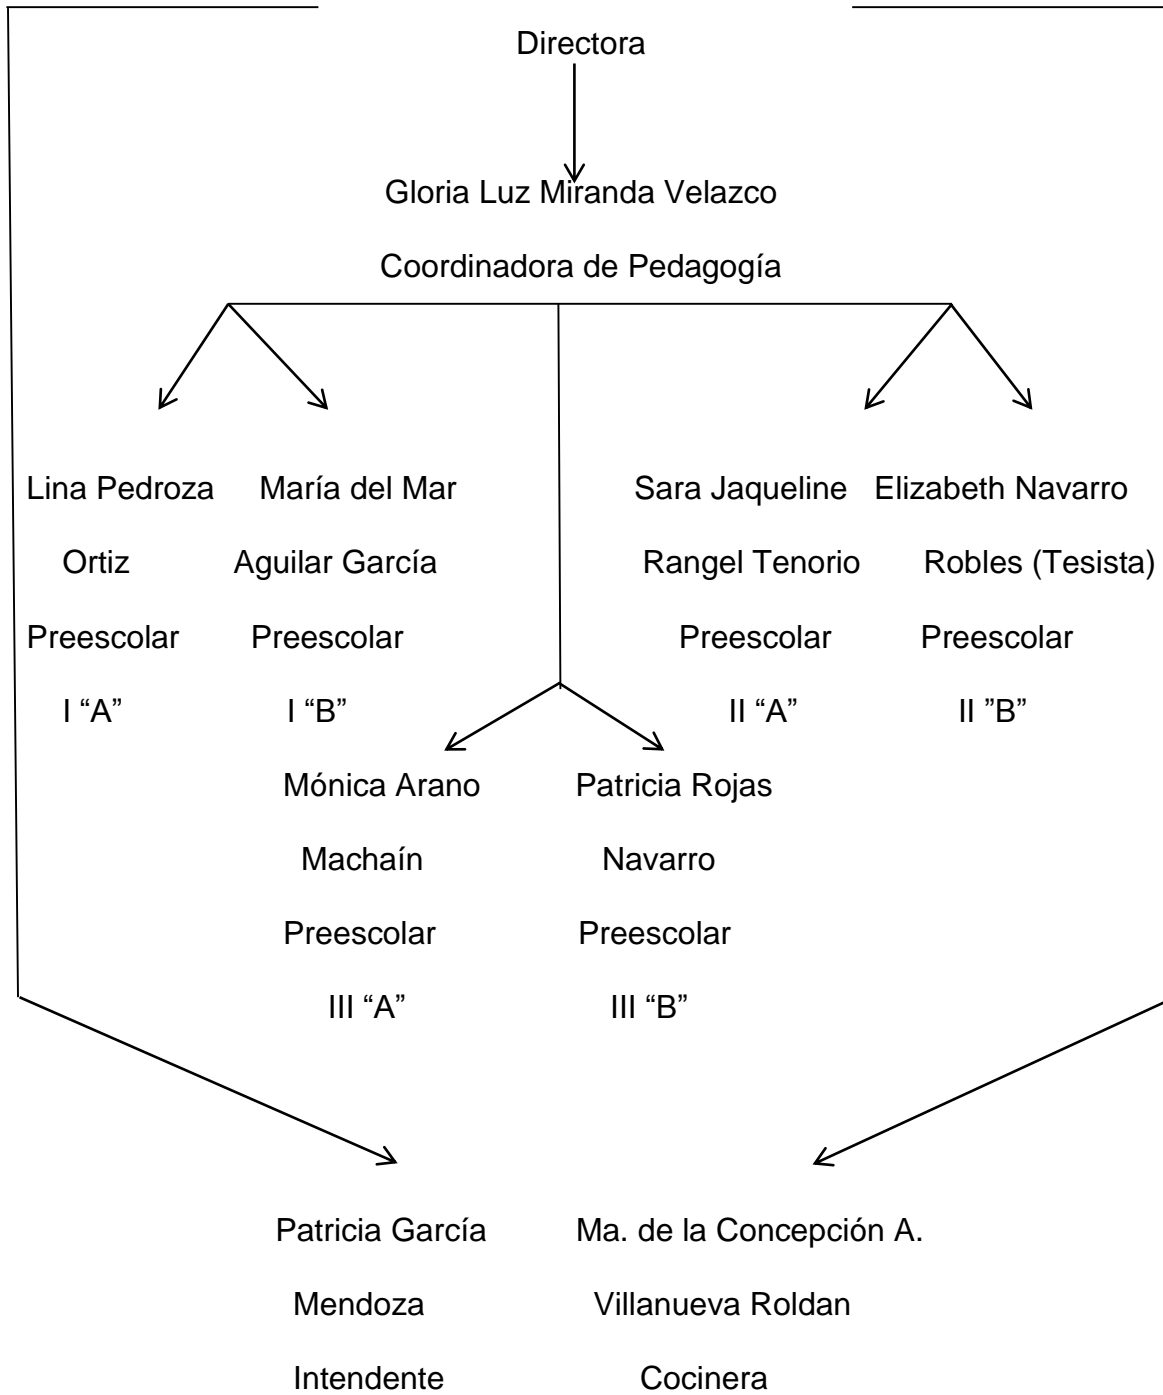 Directora
Gloria Luz Miranda Velazco
Coordinadora de Pedagogía
Lina Pedroza
Ortiz
Preescolar
I “A”
María del Mar
Aguilar García
Preescolar
I “B”
Sara Jaqueline
Rangel Tenorio
Preescolar
II “A”
Elizabeth Navarro
Robles (Tesista)
Preescolar
II ”B”
Mónica Arano
Machaín
Preescolar
III “A”
Patricia Rojas
Navarro
Preescolar
III “B”
Patricia García
Mendoza
Intendente
Ma. de la Concepción A.
Villanueva Roldan
Cocinera